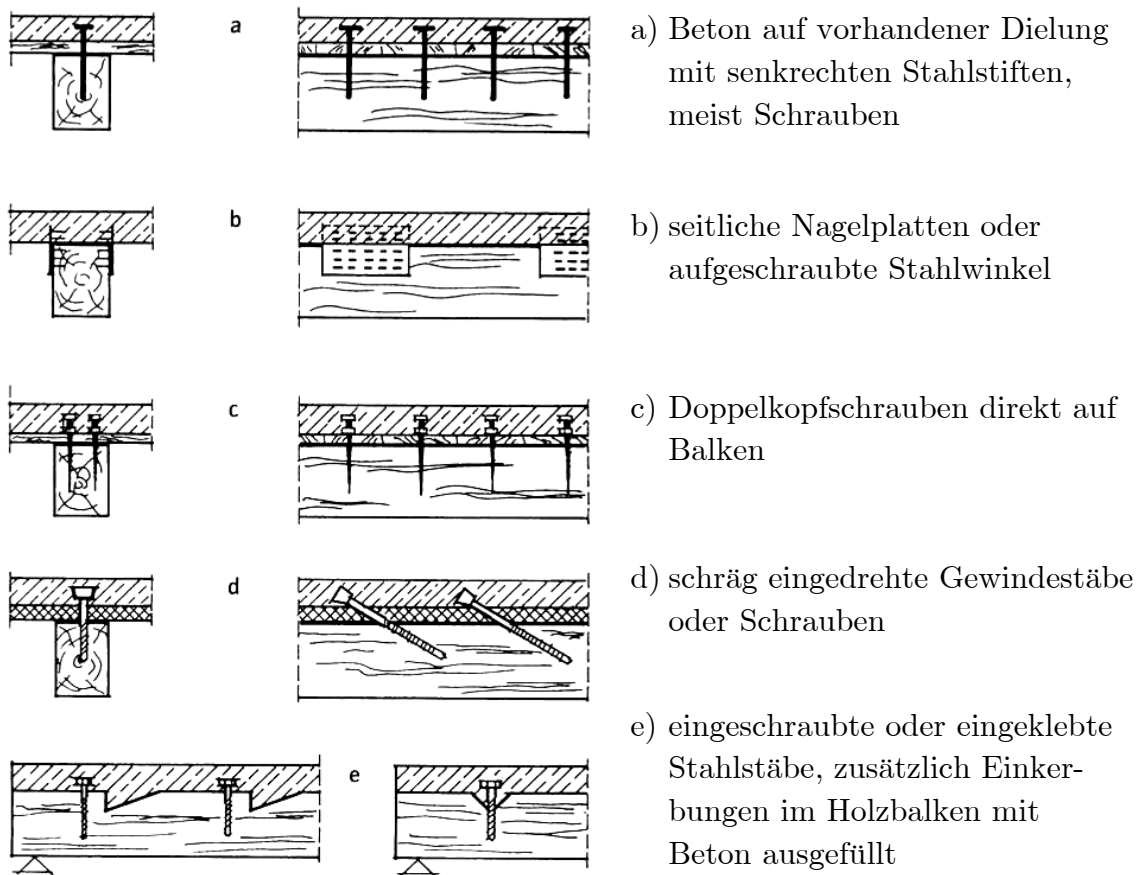 a
a) Beton auf vorhandener Dielung
mit senkrechten Stahlstiften,
meist Schrauben
b
b) seitliche Nagelplatten oder
aufgeschraubte Stahlwinkel
c
c) Doppelkopfschrauben direkt auf
Balken
d
d) schräg eingedrehte Gewindestäbe
oder Schrauben
e
e) eingeschraubte oder eingeklebte
Stahlstäbe, zusätzlich Einker-
bungen im Holzbalken mit
Beton ausgefüllt